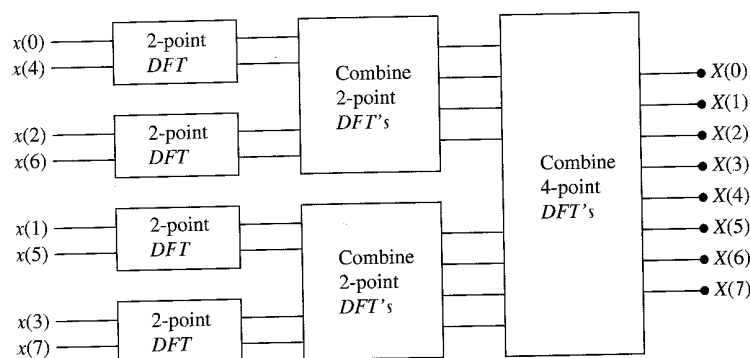 x(0)
x(4)
2-point
DFT
x(2)
x(6)
2-point
DFT
x(1)
x(5)
2-point
DFT
x(3)
x(7)
2-point
DFT
Combine
2-point
DFT's
Combine
2-point
DFT's
Combine
4-point
DFT's
X(0)
X(1)
X(2)
X(3)
X(4)
X(5)
X(6)
X(7)